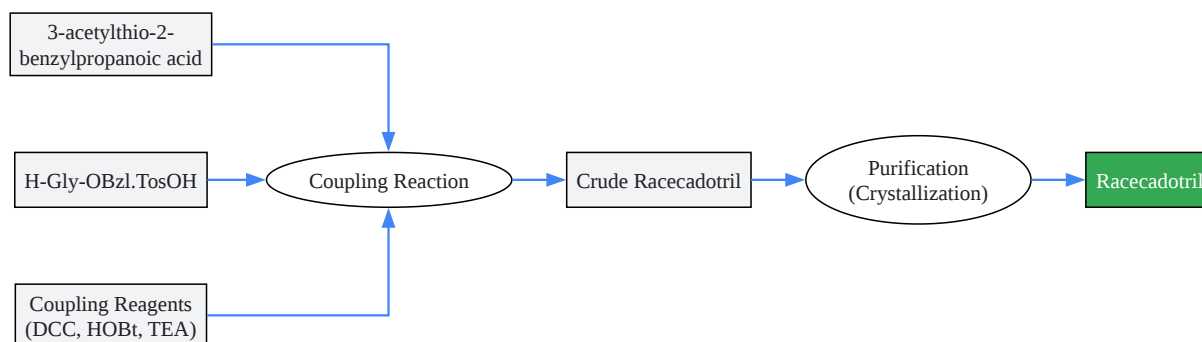 3-acetylthio-2-
benzylpropanoic acid
H-Gly-OBzl.TosOH
Coupling Reagents
(DCC, HOBt, TEA)
Coupling Reaction
Crude Racecadotril
Purification
(Crystallization)
Racecadotril